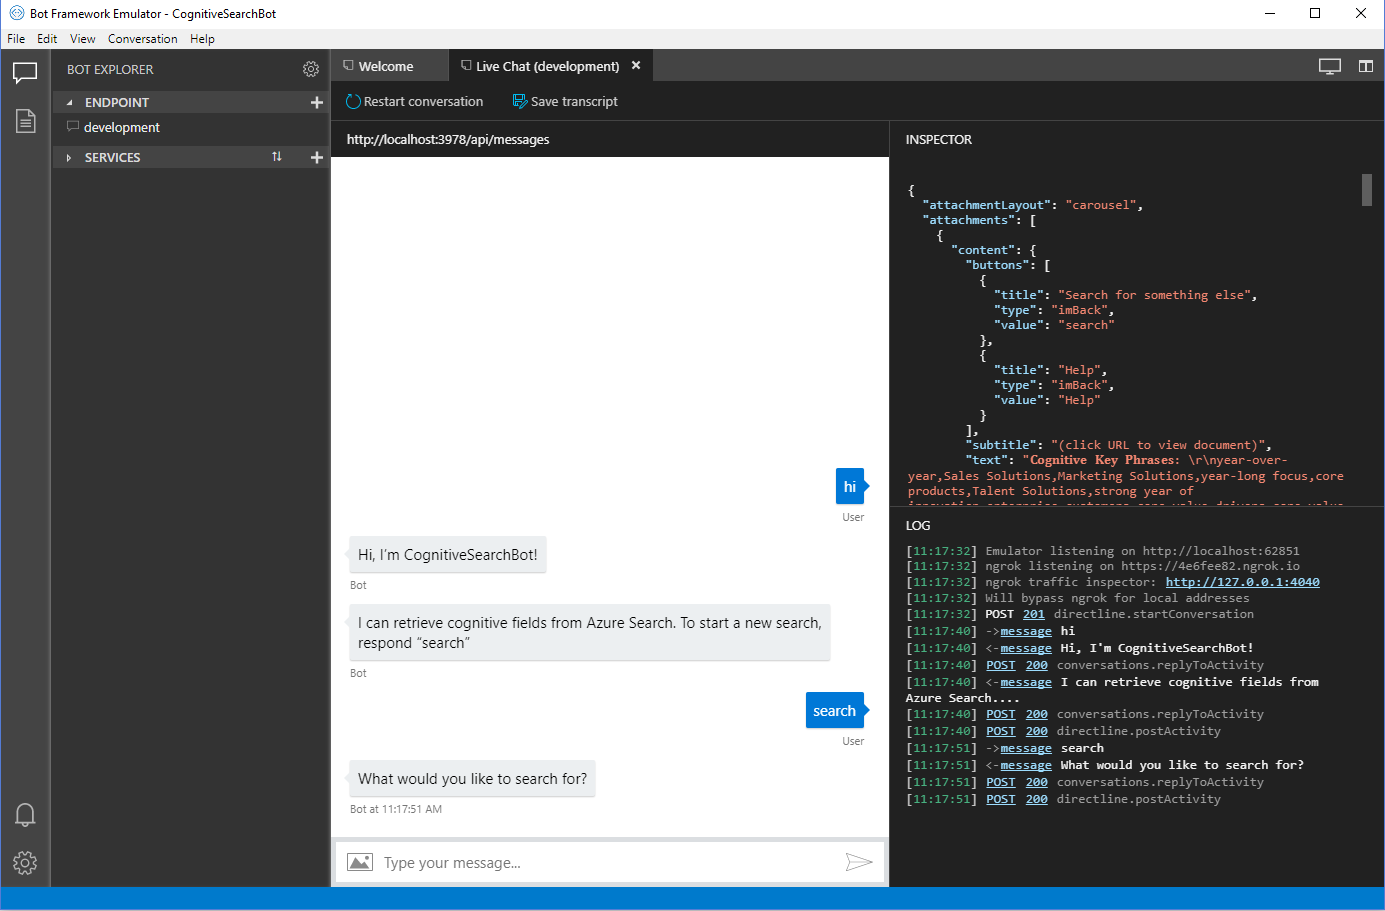 Bot Framework Emulator - CognitiveSearchBot
File Edit View Conversation Help
BOT EXPLORER
ENDPOINT
development
SERVICES
Welcome
Live Chat (development)
Restart conversation
Save transcript
http://localhost:3978/api/messages
hi
User
Hi, I'm CognitiveSearchBot!
Bot
I can retrieve cognitive fields from Azure Search. To start a new search,
respond “search”
Bot
search
User
What would you like to search for?
Bot at 11:17:51 AM
Type your message...
INSPECTOR
{
"attachmentLayout": "carousel",
"attachments": [
{
"content": {
"buttons": [
{
"title": "Search for something else",
"type": "imBack",
"value": "search"
},
{
"title": "Help",
"type": "imBack",
"value": "Help"
}
],
"subtitle": "(click URL to view document)",
"text": "Cognitive Key Phrases: \r\nyear-over-
year,Sales Solutions,Marketing Solutions,year-long focus,core
products,Talent Solutions,strong year of
innovation,enterprise customers,core value drivers,core value
LOG
[11:17:32] Emulator listening on http://localhost:62851
[11:17:32] ngrok listening on https://4e6fee82.ngrok.io
[11:17:32] ngrok traffic inspector: http://127.0.0.1:4040
[11:17:32] Will bypass ngrok for local addresses
[11:17:32] POST 201 directline.startConversation
[11:17:40] ->message hi
[11:17:40] <-message Hi, I'm CognitiveSearchBot!
[11:17:40] POST 200 conversations.replyToActivity
[11:17:40] <-message I can retrieve cognitive fields from
Azure Search....
[11:17:40] POST 200 conversations.replyToActivity
[11:17:40] POST 200 directline.postActivity
[11:17:51] ->message search
[11:17:51] <-message What would you like to search for?
[11:17:51] POST 200 conversations.replyToActivity
[11:17:51] POST 200 directline.postActivity